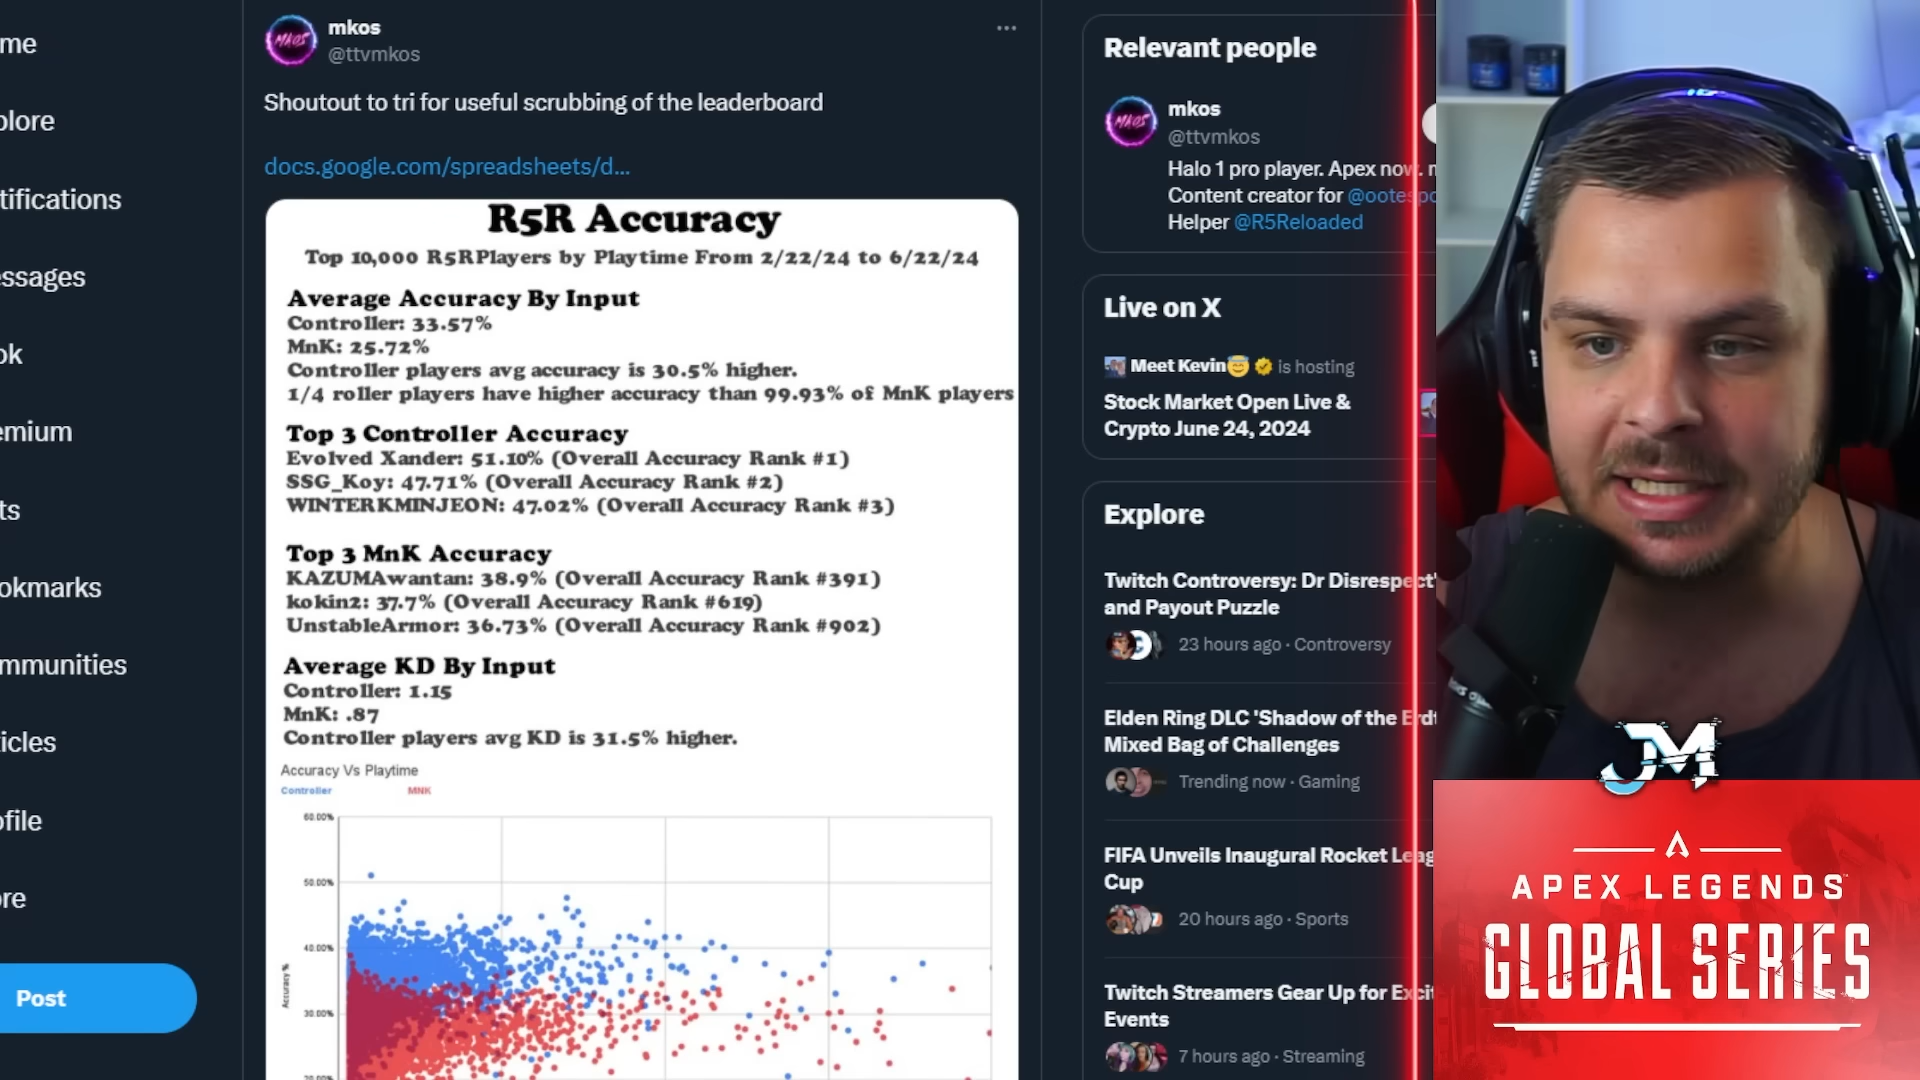 me
plore
tifications
essages
ok
emium
ts
okmarks
mmunities
icles
ofile
ore
Post
mkos
@ttvmkos
Shoutout to tri for useful scrubbing of the leaderboard
docs.google.com/spreadsheets/d...
R5R Accuracy
Top 10,000 R5RPlayers by Playtime From 2/22/24 to 6/22/24
Average Accuracy By Input
Controller: 33.57%
MnK: 25.72%
Controller players avg accuracy is 30.5% higher.
1/4 roller players have higher accuracy than 99.93% of MnK players
Top 3 Controller Accuracy
Evolved Xander: 51.10% (Overall Accuracy Rank #1)
SSG_Koy: 47.71% (Overall Accuracy Rank #2)
WINTERKMINJEON: 47.02% (Overall Accuracy Rank #3)
Top 3 MnK Accuracy
KAZUMAwantan: 38.9% (Overall Accuracy Rank #391)
kokin2: 37.7% (Overall Accuracy Rank #619)
UnstableArmor: 36.73% (Overall Accuracy Rank #902)
Average KD By Input
Controller: 1.15
MnK: .87
Controller players avg KD is 31.5% higher.
Accuracy Vs Playtime
Controller MNK
60.00%
50.00%
40.00%
30.00%
20.00%
Accuracy %
Relevant people
mkos
@ttvmkos
Halo 1 pro player. Apex now.
Content creator for @ootespo
Helper @R5Reloaded
Live on X
Meet Kevin😇 is hosting
Stock Market Open Live &
Crypto June 24, 2024
Explore
Twitch Controversy: Dr Disrespect'
and Payout Puzzle
23 hours ago · Controversy
Elden Ring DLC 'Shadow of the Erdt
Mixed Bag of Challenges
Trending now · Gaming
FIFA Unveils Inaugural Rocket Leag
Cup
20 hours ago · Sports
Twitch Streamers Gear Up for Excit
Events
7 hours ago · Streaming
JM
APEX LEGENDS
GLOBAL SERIES